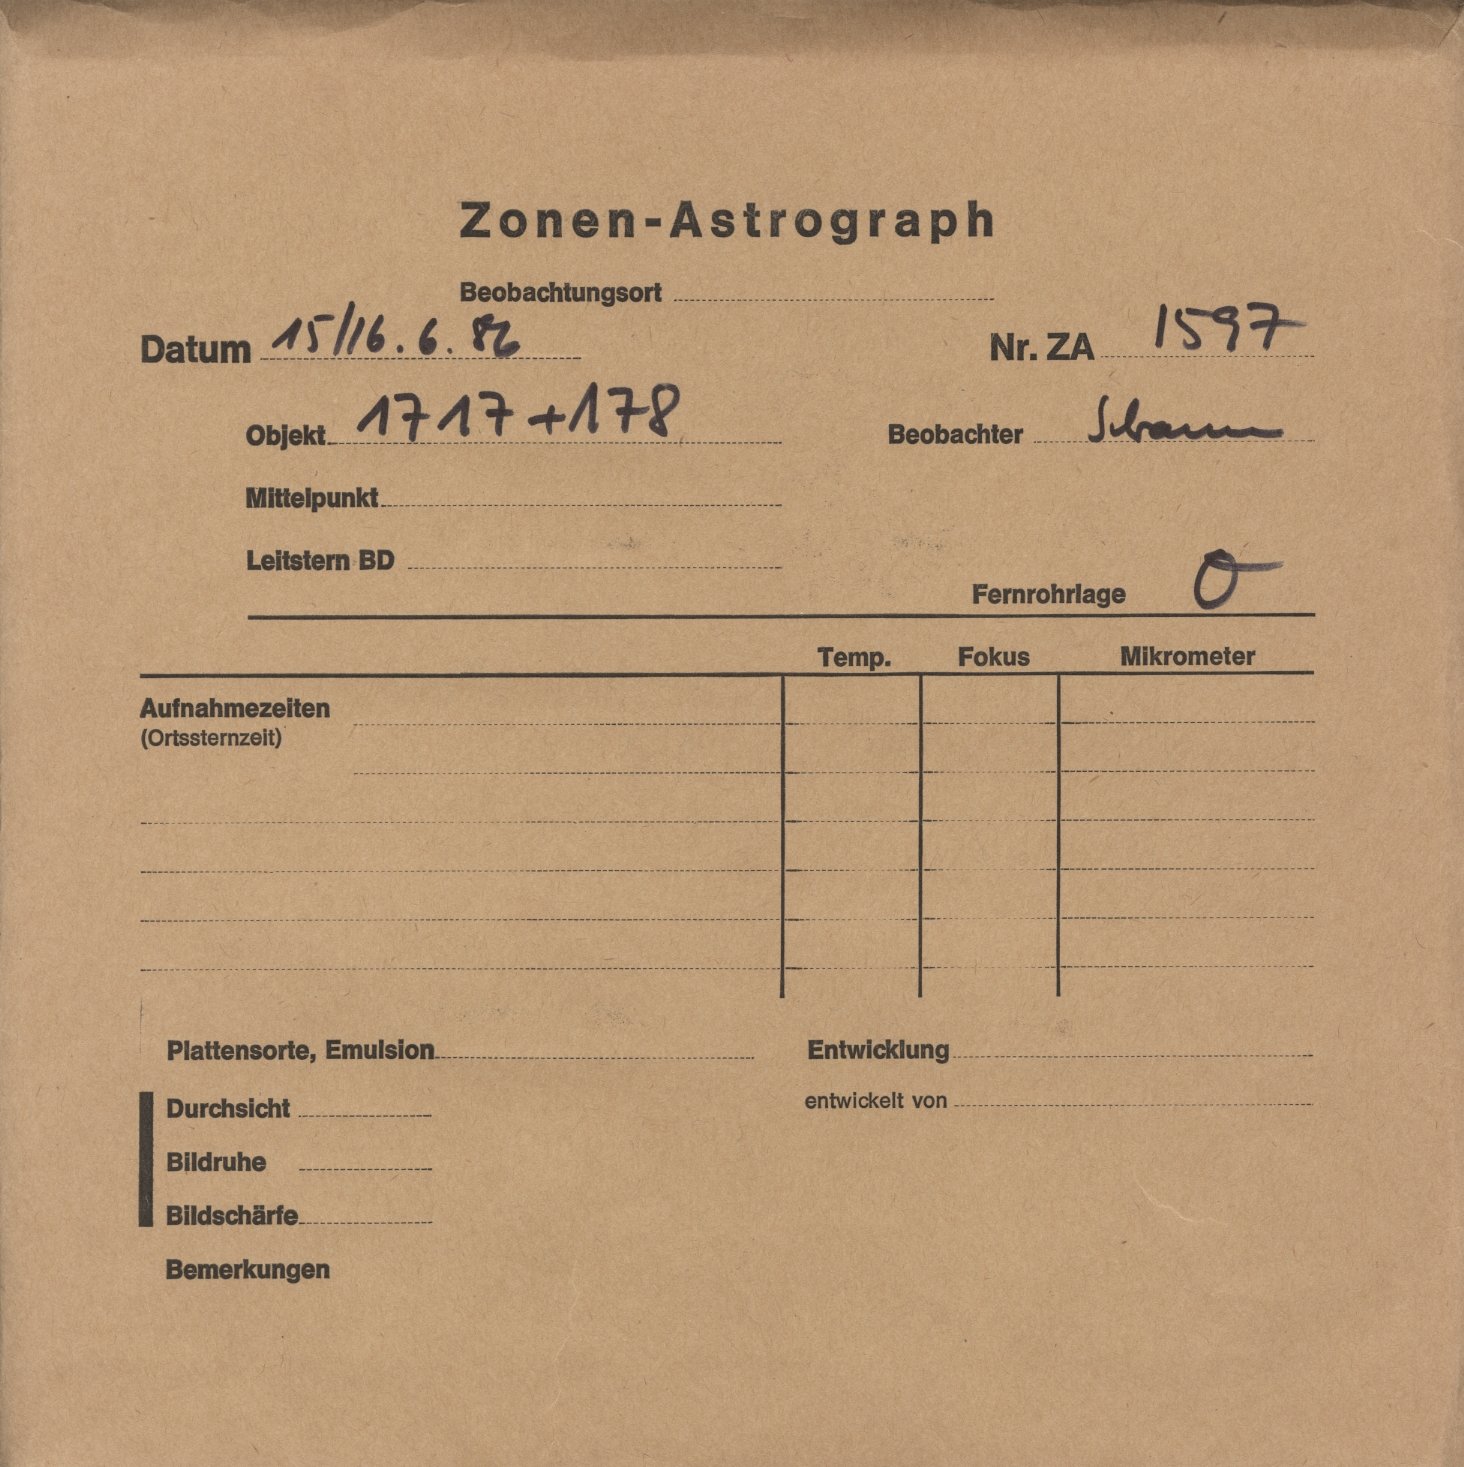 Zonen-Astrograph
Beobachtungsort
Datum 15/16.6.86
Nr. ZA 1597
Objekt 1717+178
Beobachter
Mittelpunkt
Leitstern BD
Fernrohrlage O
Temp. Fokus Mikrometer
Aufnahmezeiten
(Ortssternzeit)
Plattensorte, Emulsion
Entwicklung
Durchsicht
entwickelt von
Bildruhe
Bildschärfe
Bemerkungen